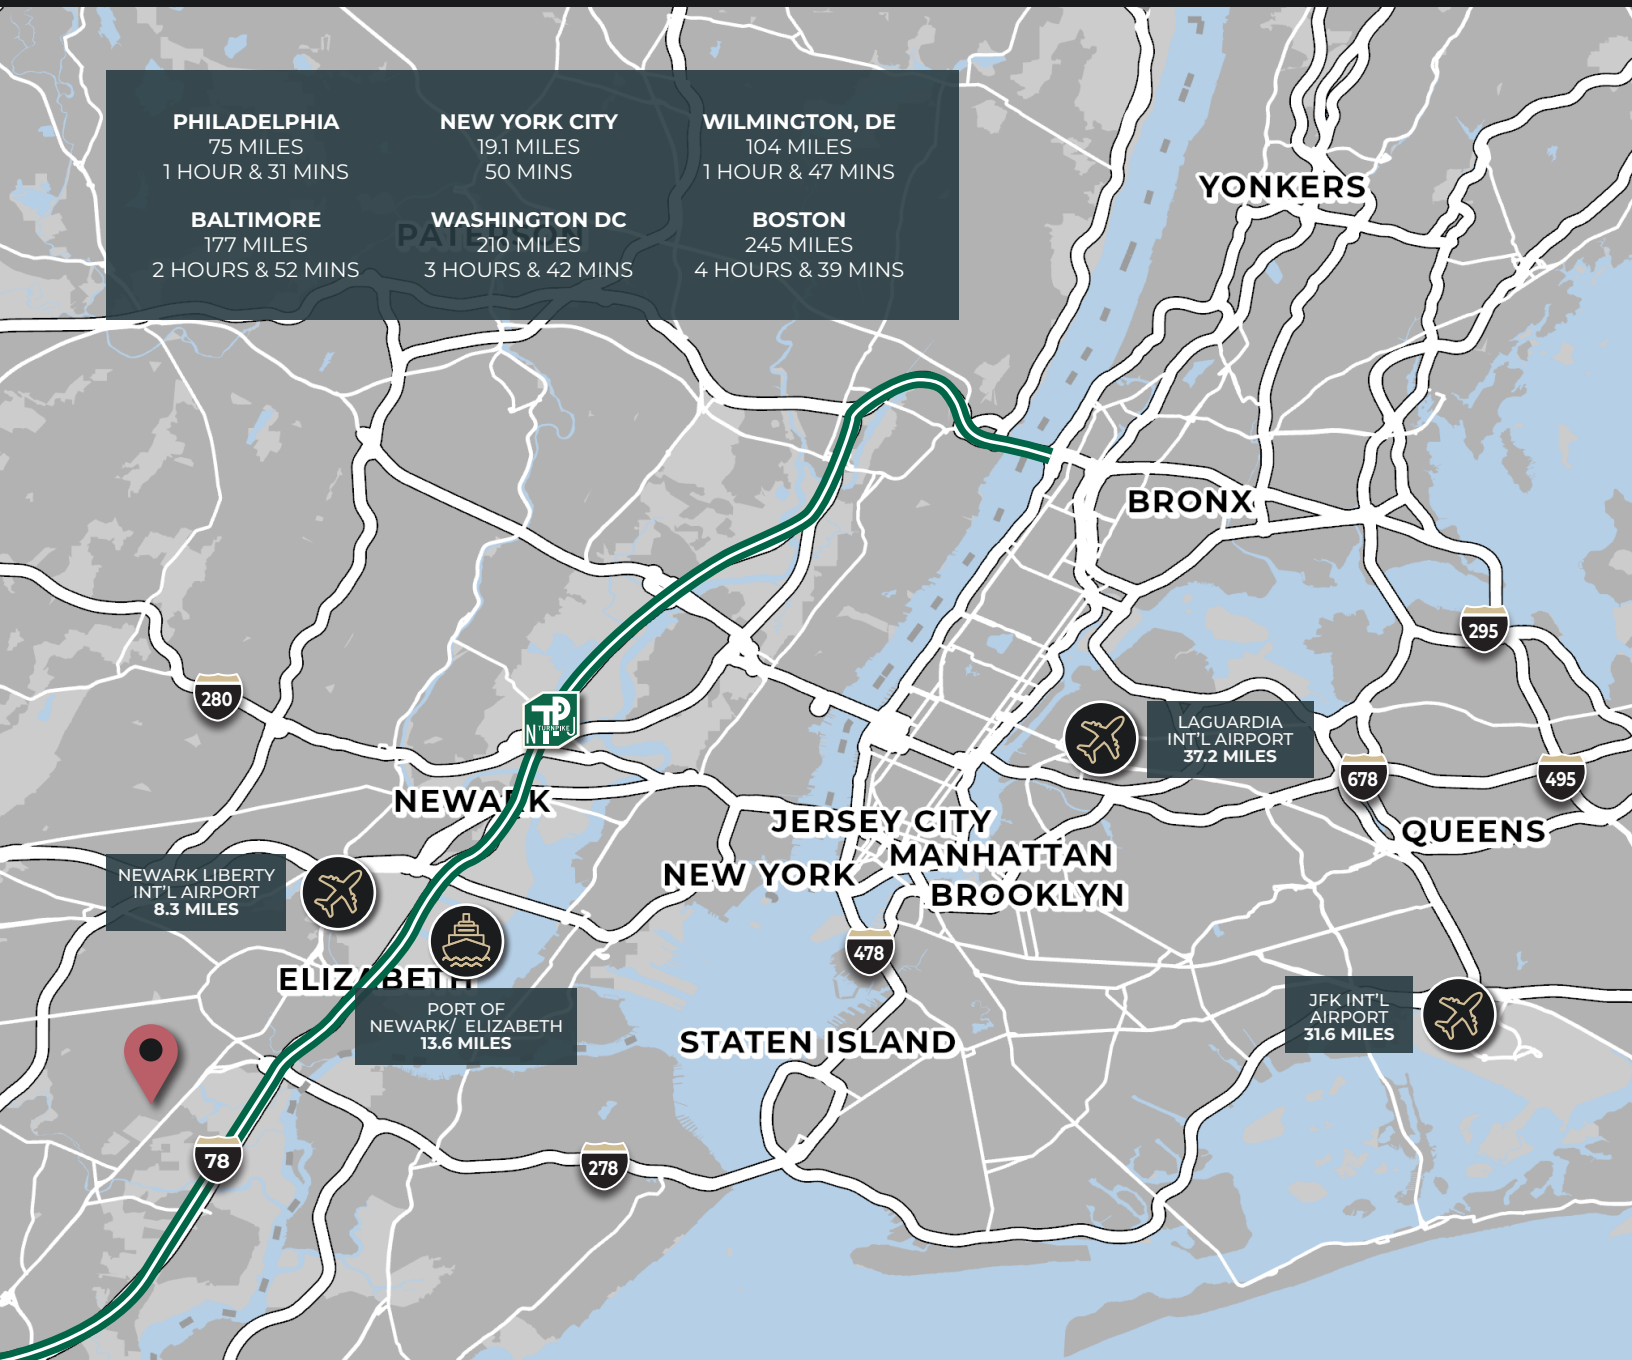 PHILADELPHIA
75 MILES
1 HOUR & 31 MINS
NEW YORK CITY
19.1 MILES
50 MINS
WILMINGTON, DE
104 MILES
1 HOUR & 47 MINS
BALTIMORE
177 MILES
2 HOURS & 52 MINS
WASHINGTON DC
210 MILES
3 HOURS & 42 MINS
BOSTON
245 MILES
4 HOURS & 39 MINS
PATERSON
YONKERS
BRONX
295
280
N TP J
TURNPIKE
LAGUARDIA
INT'L AIRPORT
37.2 MILES
678
495
NEWARK
JERSEY CITY
QUEENS
MANHATTAN
NEW YORK
BROOKLYN
NEWARK LIBERTY
INT'L AIRPORT
8.3 MILES
478
ELIZABETH
PORT OF
NEWARK/ ELIZABETH
13.6 MILES
JFK INT'L
AIRPORT
31.6 MILES
STATEN ISLAND
78
278